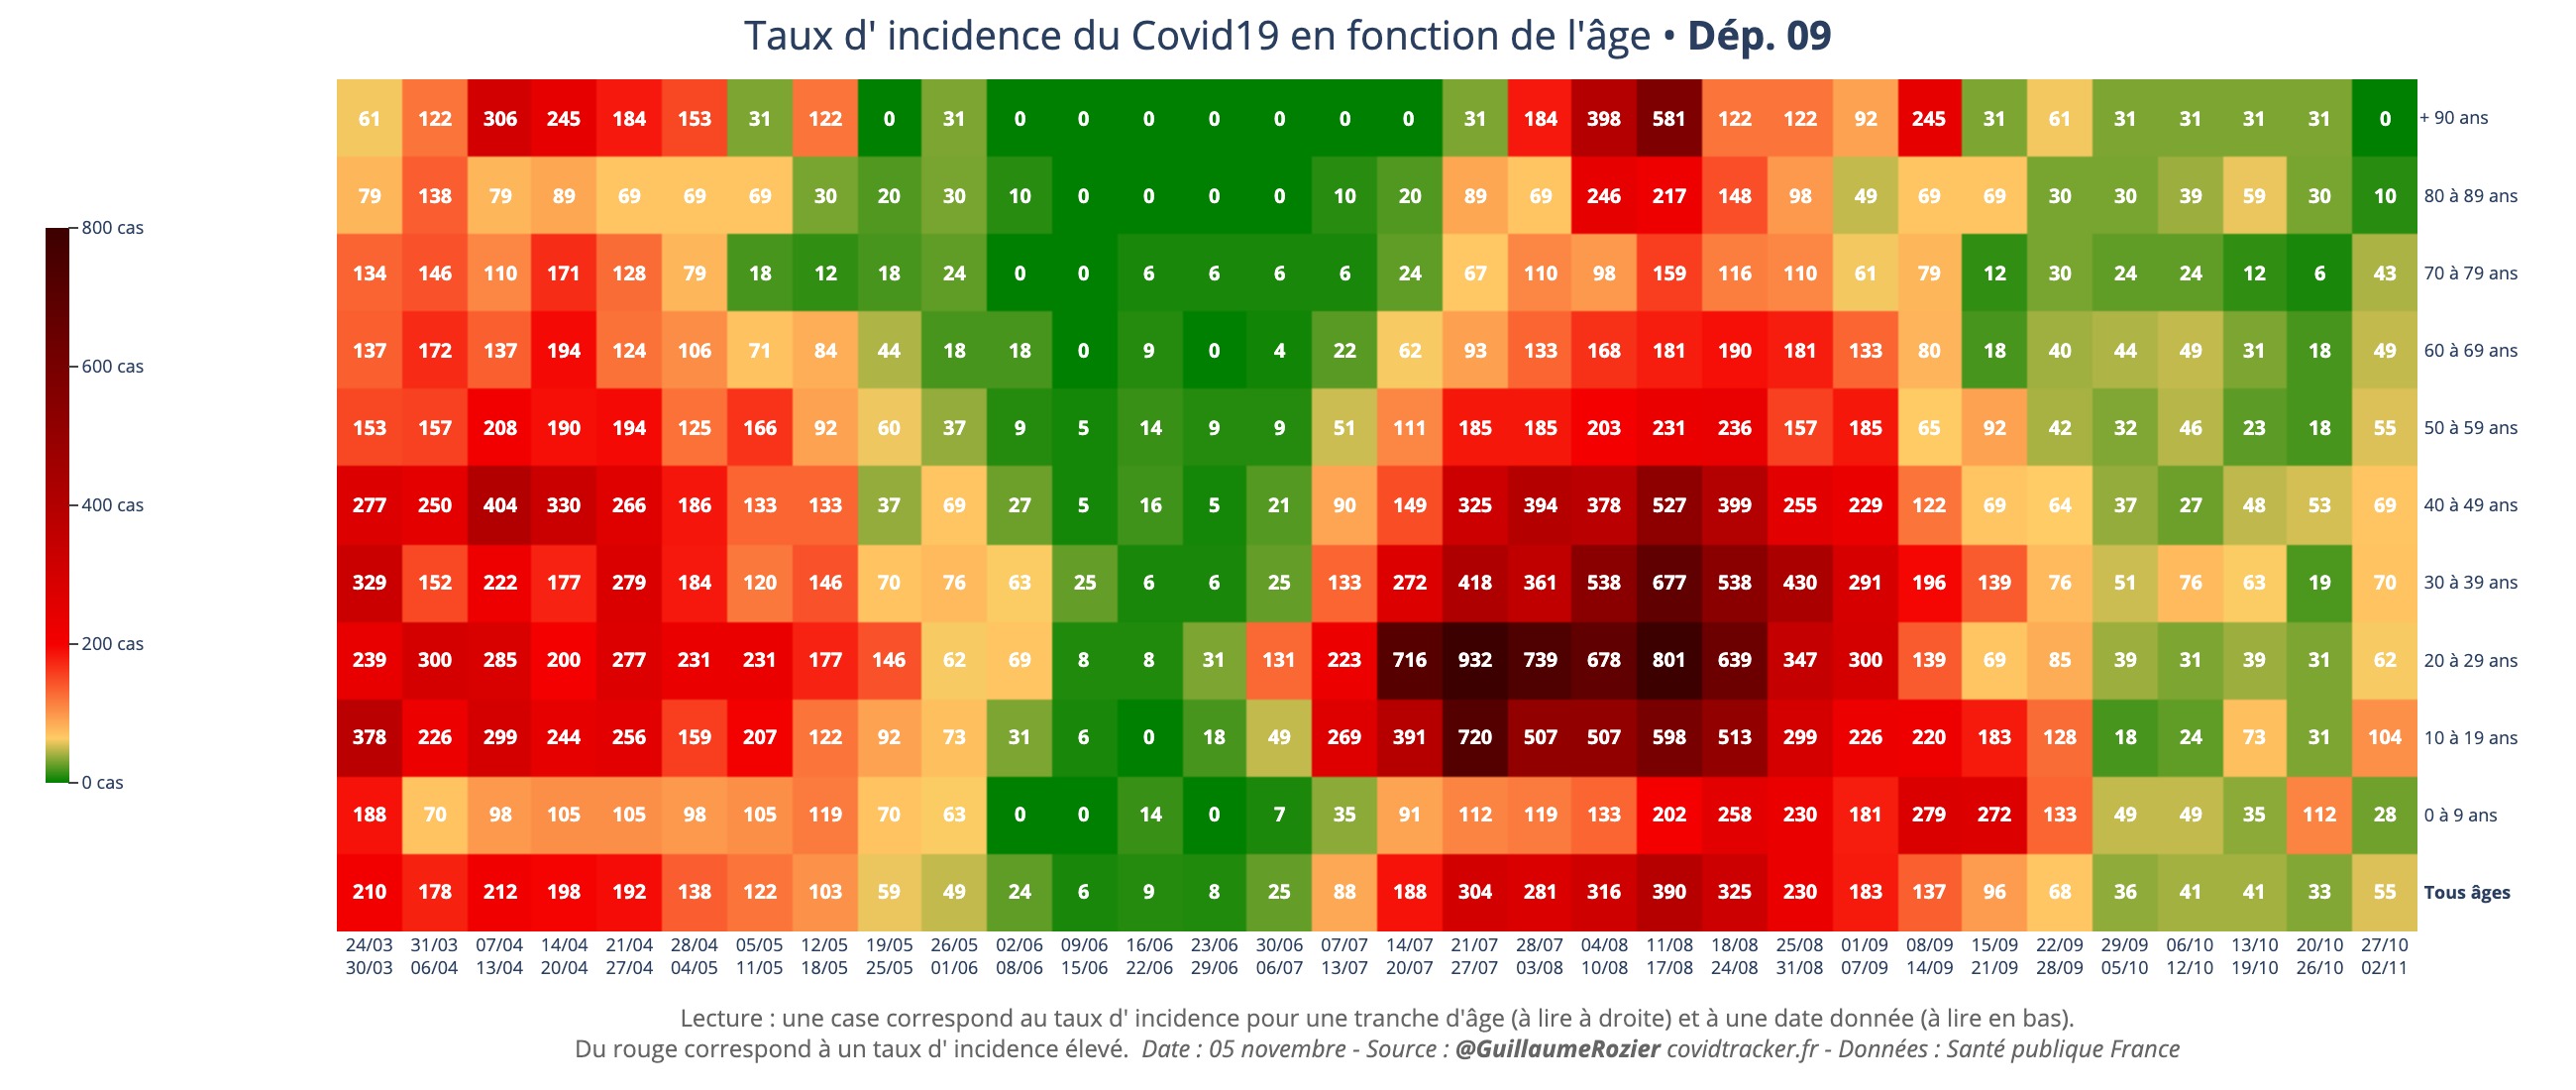 Taux d' incidence du Covid19 en fonction de l'âge • Dép. 09
61 122 306 245 184 153 31 122 0 31 0 0 0 0 0 0 0 31 184 398 581 122 122 92 245 31 61 31 31 31 31 0 + 90 ans
79 138 79 89 69 69 69 30 20 30 10 0 0 0 0 10 20 89 69 246 217 148 98 49 69 69 30 30 39 59 30 10 80 à 89 ans
134 146 110 171 128 79 18 12 18 24 0 0 6 6 6 6 24 67 110 98 159 116 110 61 79 12 30 24 24 12 6 43 70 à 79 ans
137 172 137 194 124 106 71 84 44 18 18 0 9 0 4 22 62 93 133 168 181 190 181 133 80 18 40 44 49 31 18 49 60 à 69 ans
153 157 208 190 194 125 166 92 60 37 9 5 14 9 9 51 111 185 185 203 231 236 157 185 65 92 42 32 46 23 18 55 50 à 59 ans
277 250 404 330 266 186 133 133 37 69 27 5 16 5 21 90 149 325 394 378 527 399 255 229 122 69 64 37 27 48 53 69 40 à 49 ans
329 152 222 177 279 184 120 146 70 76 63 25 6 6 25 133 272 418 361 538 677 538 430 291 196 139 76 51 76 63 19 70 30 à 39 ans
239 300 285 200 277 231 231 177 146 62 69 8 8 31 131 223 716 932 739 678 801 639 347 300 139 69 85 39 31 39 31 62 20 à 29 ans
378 226 299 244 256 159 207 122 92 73 31 6 0 18 49 269 391 720 507 507 598 513 299 226 220 183 128 18 24 73 31 104 10 à 19 ans
188 70 98 105 105 98 105 119 70 63 0 0 14 0 7 35 91 112 119 133 202 258 230 181 279 272 133 49 49 35 112 28 0 à 9 ans
210 178 212 198 192 138 122 103 59 49 24 6 9 8 25 88 188 304 281 316 390 325 230 183 137 96 68 36 41 41 33 55 Tous âges
24/03 31/03 07/04 14/04 21/04 28/04 05/05 12/05 19/05 26/05 02/06 09/06 16/06 23/06 30/06 07/07 14/07 21/07 28/07 04/08 11/08 18/08 25/08 01/09 08/09 15/09 22/09 29/09 06/10 13/10 20/10 27/10
30/03 06/04 13/04 20/04 27/04 04/05 11/05 18/05 25/05 01/06 08/06 15/06 22/06 29/06 06/07 13/07 20/07 27/07 03/08 10/08 17/08 24/08 31/08 07/09 14/09 21/09 28/09 05/10 12/10 19/10 26/10 02/11
800 cas
600 cas
400 cas
200 cas
0 cas
Lecture : une case correspond au taux d' incidence pour une tranche d'âge (à lire à droite) et à une date donnée (à lire en bas).
Du rouge correspond à un taux d' incidence élevé. Date : 05 novembre - Source : @GuillaumeRozier covidtracker.fr - Données : Santé publique France